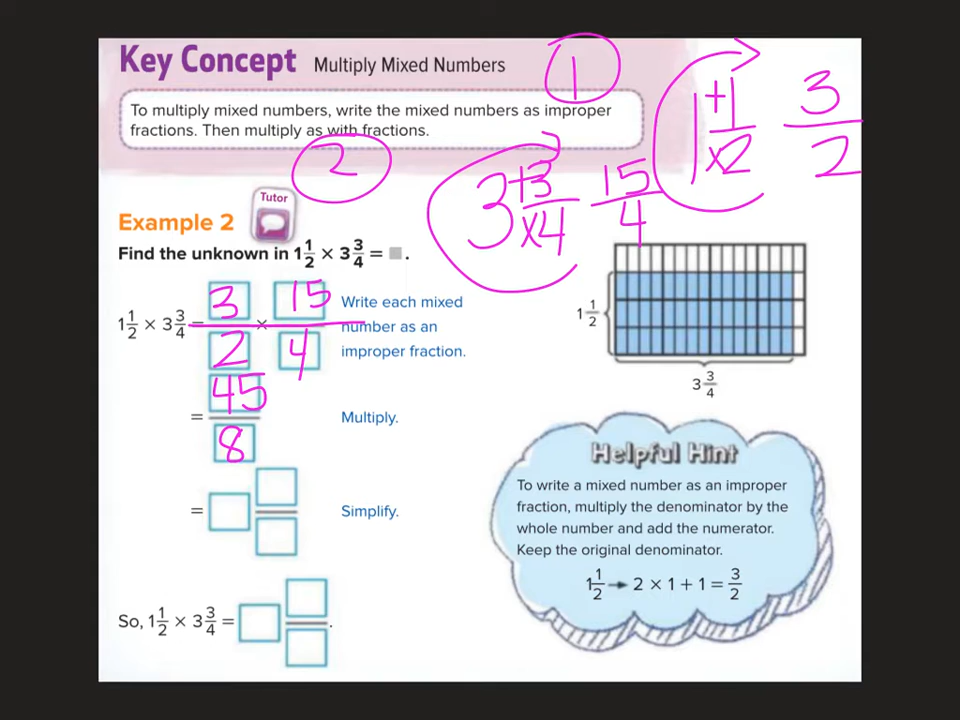 Key Concept Multiply Mixed Numbers
To multiply mixed numbers, write the mixed numbers as improper
fractions. Then multiply as with fractions.
1
1 +1/×2 3/2
2
3 +3/×4 15/4
Tutor
Example 2
Find the unknown in 1 1/2 × 3 3/4 = ■.
1 1/2 × 3 3/4 = 3/2 × 15/4
Write each mixed
number as an
improper fraction.
= 45/8 Multiply.
= Simplify.
So, 1 1/2 × 3 3/4 = .
1 1/2
3 3/4
Helpful Hint
To write a mixed number as an improper
fraction, multiply the denominator by the
whole number and add the numerator.
Keep the original denominator.
1 1/2 → 2 × 1 + 1 = 3/2